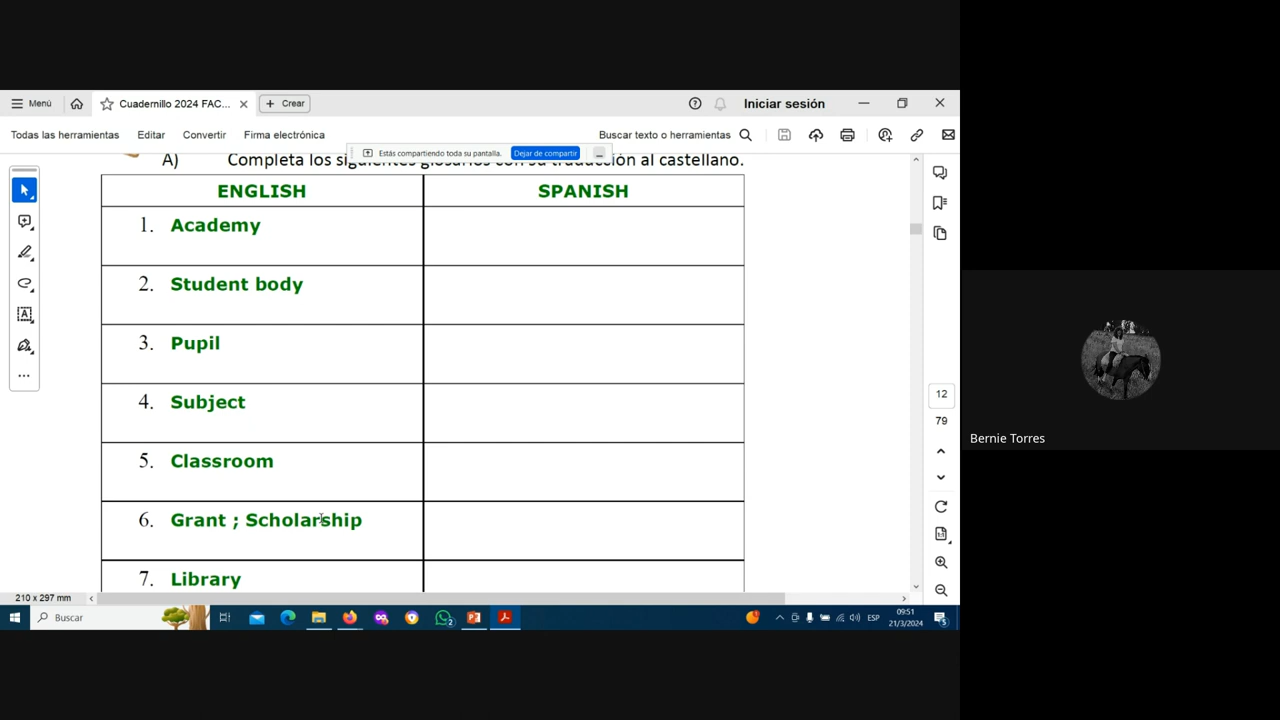 Menú
Cuadernillo 2024 FAC...
Crear
Iniciar sesión
Todas las herramientas
Editar
Convertir
Firma electrónica
Buscar texto o herramientas
Estás compartiendo toda su pantalla.
Dejar de compartir
A) Completa los siguientes glosarios con su traducción al castellano.
ENGLISH SPANISH
1. Academy
2. Student body
3. Pupil
4. Subject
5. Classroom
6. Grant ; Scholarship
7. Library
12
79
Bernie Torres
210 x 297 mm
Buscar
2
ESP
09:51
21/3/2024
5